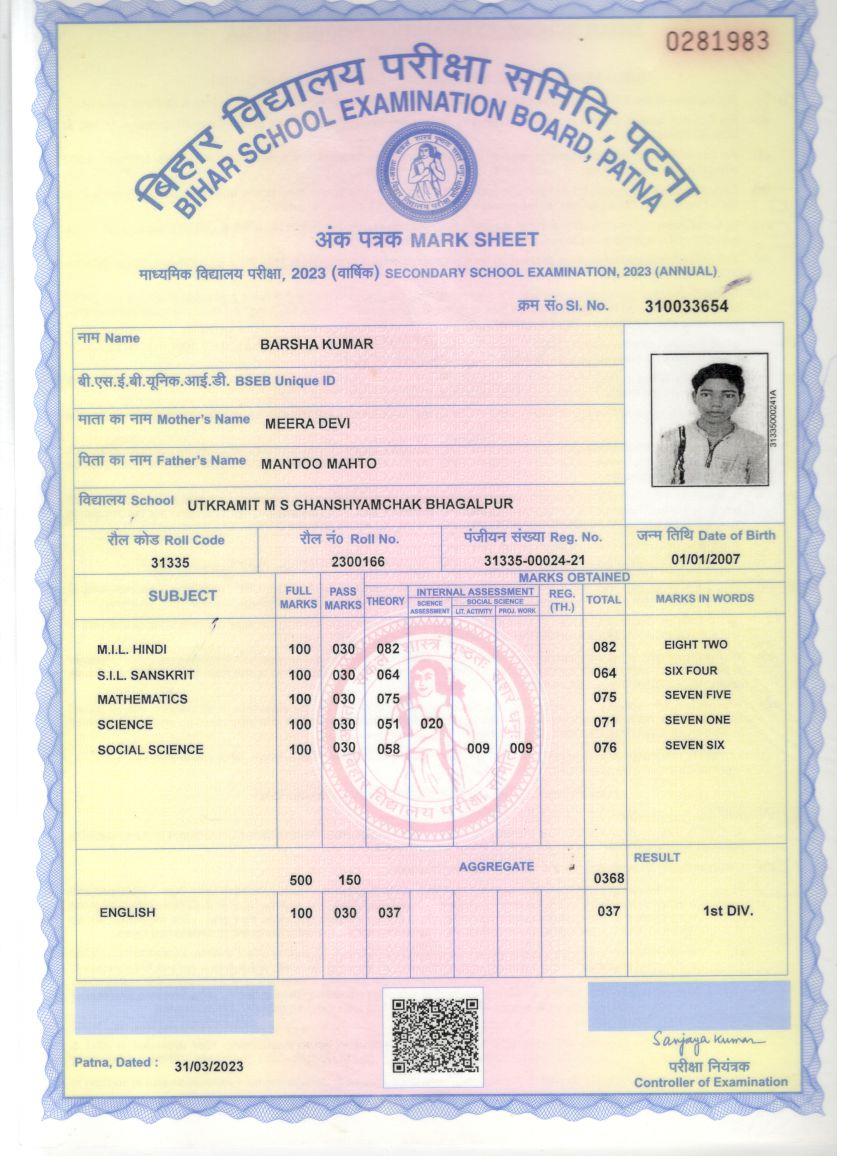 0281983
बिहार विद्यालय परीक्षा समिति, पटना
BIHAR SCHOOL EXAMINATION BOARD, PATNA
अंक पत्रक MARK SHEET
माध्यमिक विद्यालय परीक्षा, 2023 (वार्षिक) SECONDARY SCHOOL EXAMINATION, 2023 (ANNUAL)
क्रम सं० Sl. No. 310033654
नाम Name BARSHA KUMAR
बी.एस.ई.बी.यूनिक.आई.डी. BSEB Unique ID
माता का नाम Mother's Name MEERA DEVI
पिता का नाम Father's Name MANTOO MAHTO
विद्यालय School UTKRAMIT M S GHANSHYAMCHAK BHAGALPUR
31335000241A
रौल कोड Roll Code रौल नं० Roll No. पंजीयन संख्या Reg. No. जन्म तिथि Date of Birth
31335 2300166 31335-00024-21 01/01/2007
MARKS OBTAINED
SUBJECT FULL MARKS PASS MARKS THEORY INTERNAL ASSESSMENT REG. (TH.) TOTAL MARKS IN WORDS
SCIENCE ASSESSMENT SOCIAL SCIENCE LIT. ACTIVITY PROJ. WORK
M.I.L. HINDI 100 030 082 082 EIGHT TWO
S.I.L. SANSKRIT 100 030 064 064 SIX FOUR
MATHEMATICS 100 030 075 075 SEVEN FIVE
SCIENCE 100 030 051 020 071 SEVEN ONE
SOCIAL SCIENCE 100 030 058 009 009 076 SEVEN SIX
बिहार विद्यालय परीक्षा समिति
AGGREGATE RESULT
500 150 0368
ENGLISH 100 030 037 037 1st DIV.
Sanjaya Kumar
Patna, Dated : 31/03/2023
परीक्षा नियंत्रक
Controller of Examination